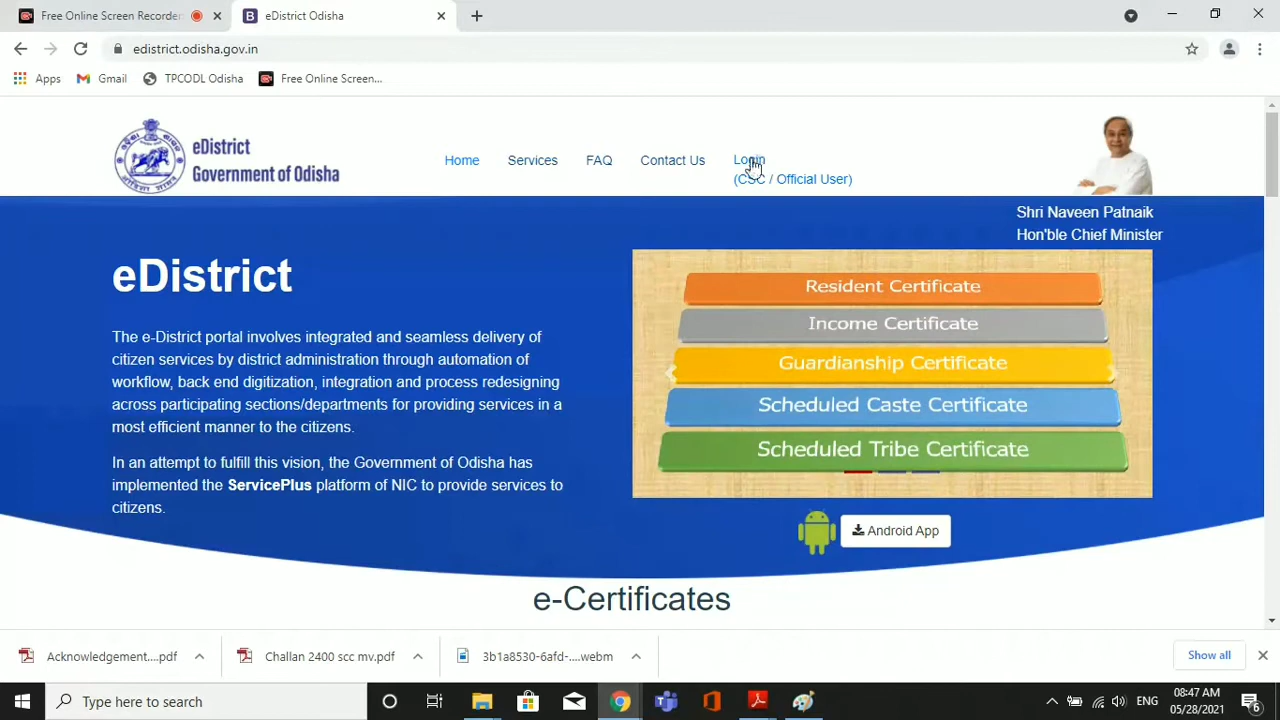 Free Online Screen Recorder
eDistrict Odisha
edistrict.odisha.gov.in
Apps
Gmail
TPCODL Odisha
Free Online Screen...
eDistrict
Government of Odisha
Home
Services
FAQ
Contact Us
Login
(CSC / Official User)
Shri Naveen Patnaik
Hon'ble Chief Minister
eDistrict
The e-District portal involves integrated and seamless delivery of
citizen services by district administration through automation of
workflow, back end digitization, integration and process redesigning
across participating sections/departments for providing services in a
most efficient manner to the citizens.
In an attempt to fulfill this vision, the Government of Odisha has
implemented the ServicePlus platform of NIC to provide services to
citizens.
Resident Certificate
Income Certificate
Guardianship Certificate
Scheduled Caste Certificate
Scheduled Tribe Certificate
Android App
e-Certificates
Acknowledgement....pdf
Challan 2400 scc mv.pdf
3b1a8530-6afd-....webm
Show all
Type here to search
ENG
08:47 AM
05/28/2021
6